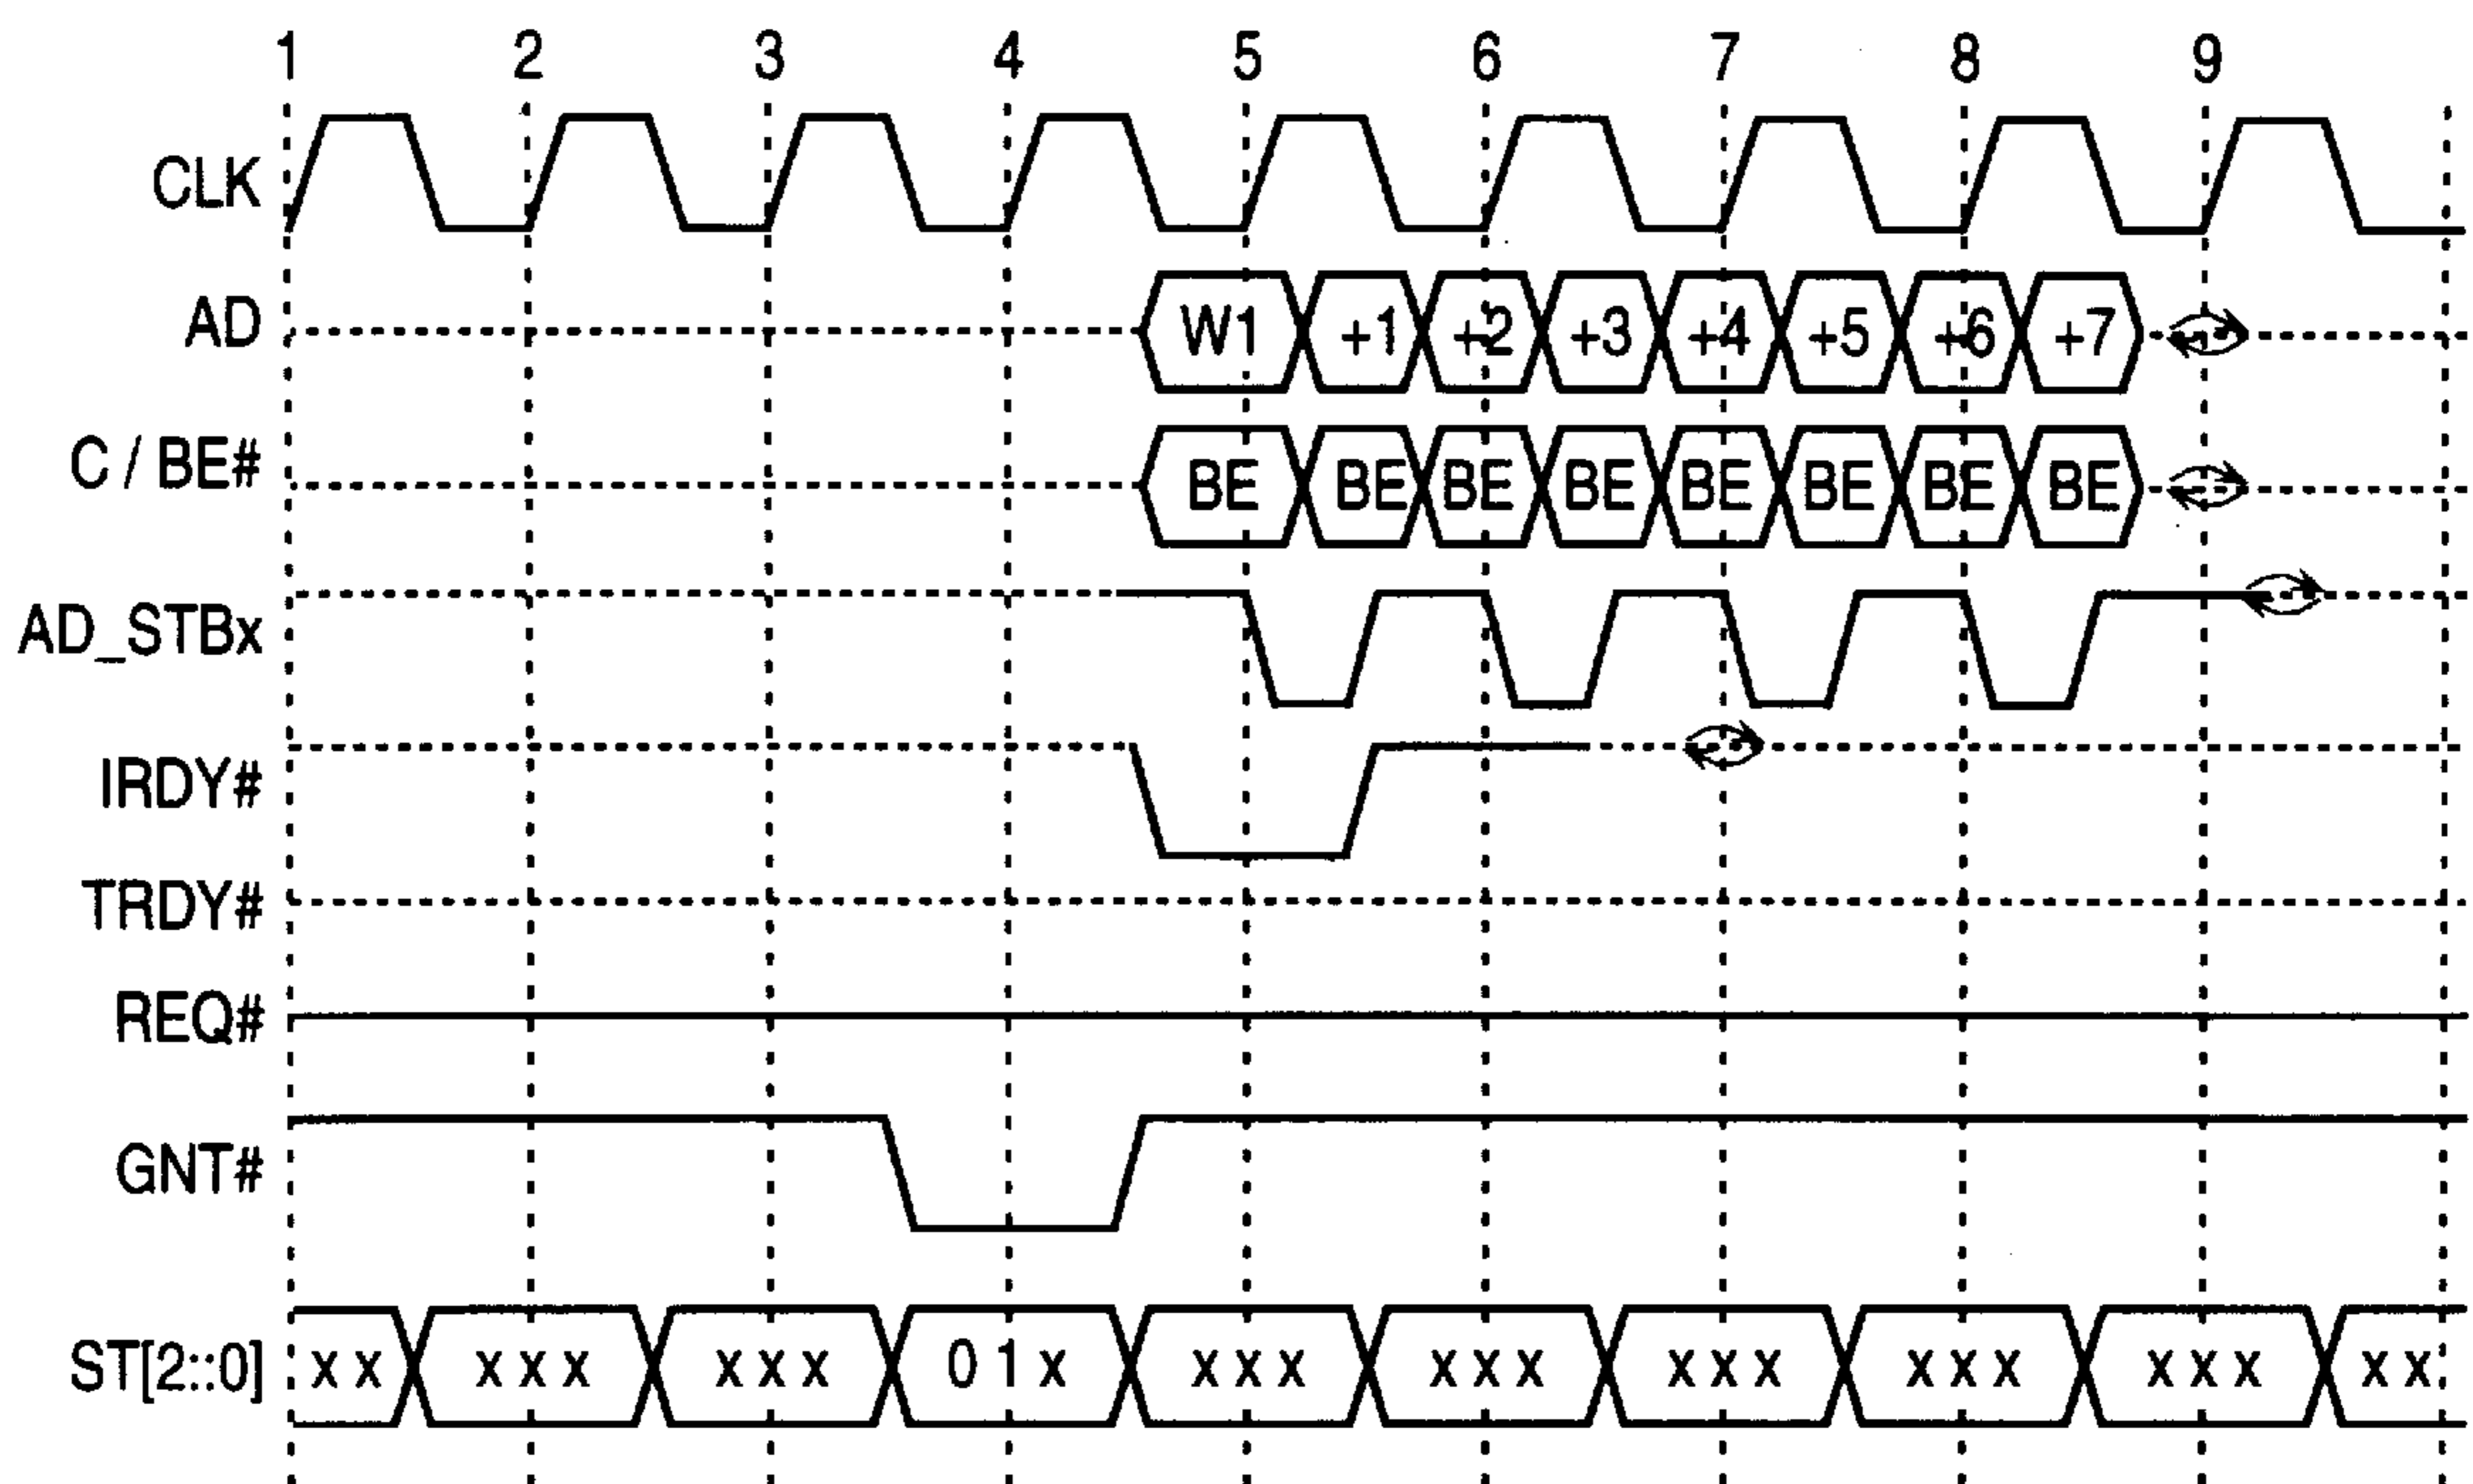 1 2 3 4 5 6 7 8 9
CLK
AD W1 +1 +2 +3 +4 +5 +6 +7
C / BE# BE BE BE BE BE BE BE BE
AD_STBx
IRDY#
TRDY#
REQ#
GNT#
ST[2::0] x x x x x x x x 0 1 x x x x x x x x x x x x x x x x x x